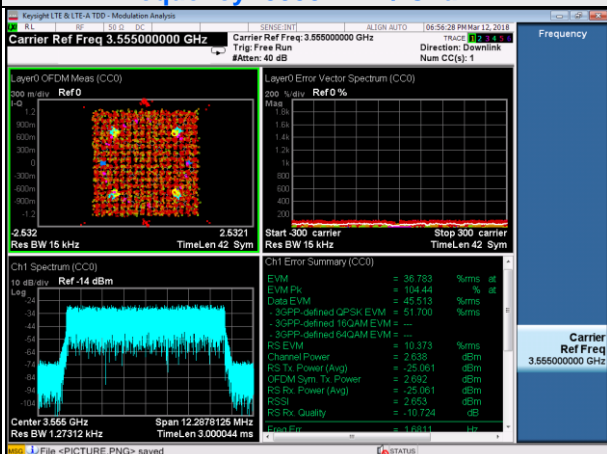 Keysight LTE & LTE-A TDD - Modulation Analysis
RL RF 50 Ω DC SENSE:INT ALIGN AUTO 06:56:28 PM Mar 12, 2018
Carrier Ref Freq 3.555000000 GHz
Carrier Ref Freq: 3.555000000 GHz
Trig: Free Run
#Atten: 40 dB
TRACE 1 2 3 4 5 6
Direction: Downlink
Num CC(s): 1
Frequency
Layer0 OFDM Meas (CC0)
300 m/div Ref 0
I-Q
1.2
900m
600m
300m
0
-300m
-600m
-900m
-1.2
-2.532 2.5321
Res BW 15 kHz TimeLen 42 Sym
Layer0 Error Vector Spectrum (CC0)
200 %/div Ref 0 %
Mag
1.8k
1.6k
1.4k
1.2k
1k
800
600
400
200
Start -300 carrier Stop 300 carrier
Res BW 15 kHz TimeLen 42 Sym
Ch1 Spectrum (CC0)
10 dB/div Ref -14 dBm
Log
-24
-34
-44
-54
-64
-74
-84
-94
-104
Center 3.555 GHz Span 12.2878125 MHz
Res BW 1.27312 kHz TimeLen 3.000044 ms
Ch1 Error Summary (CC0)
EVM = 36.783 %rms at
EVM Pk = 104.44 % at
Data EVM = 45.513 %rms
- 3GPP-defined QPSK EVM = 51.700 %rms
- 3GPP-defined 16QAM EVM = ---
- 3GPP-defined 64QAM EVM = ---
RS EVM = 10.373 %rms
Channel Power = 2.638 dBm
RS Tx. Power (Avg) = -25.061 dBm
OFDM Sym. Tx. Power = 2.692 dBm
RS Rx. Power (Avg) = -25.061 dBm
RSSI = 2.653 dBm
RS Rx. Quality = -10.724 dB
Freq Err = 1.6811 Hz
Carrier
Ref Freq
3.555000000 GHz
MSG File <PICTURE.PNG> saved STATUS